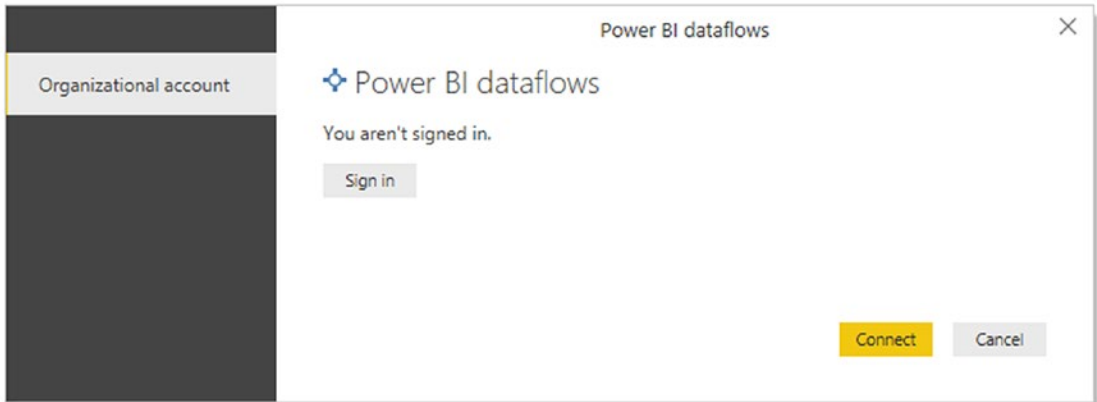 Power BI dataflows
Organizational account
Power BI dataflows
You aren't signed in.
Sign in
Connect
Cancel